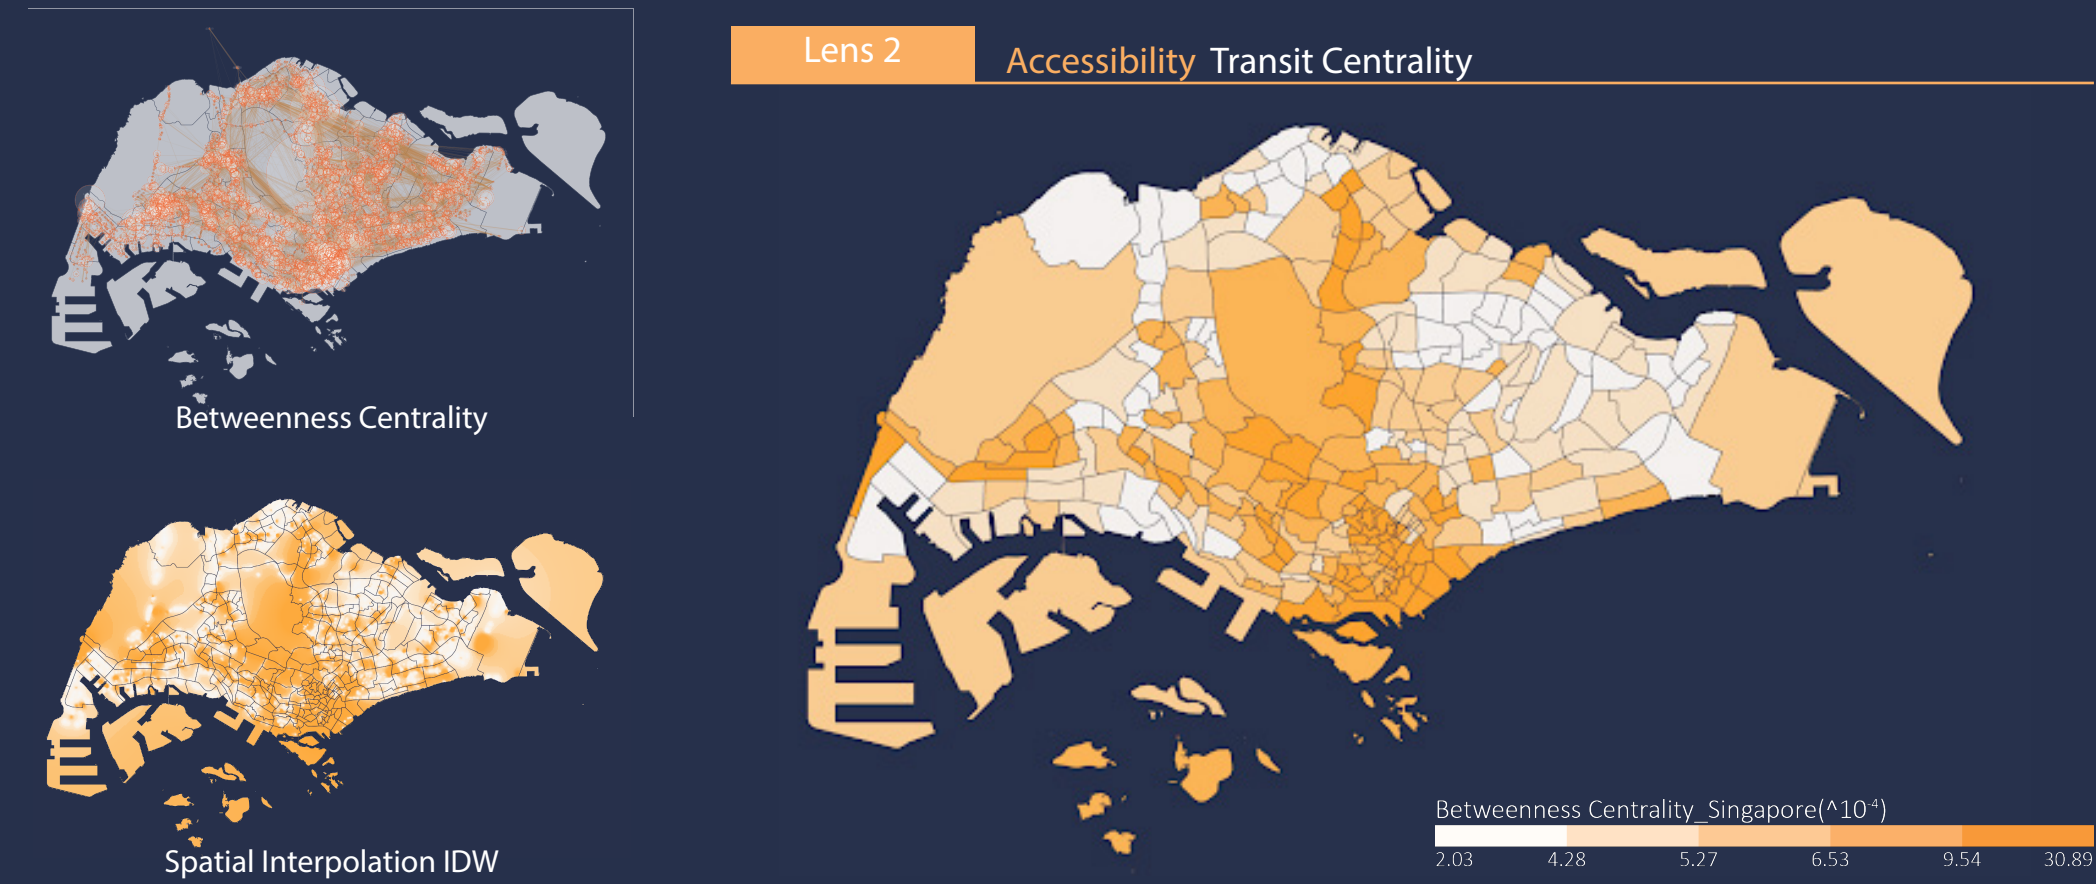 Lens 2
Accessibility Transit Centrality
Betweenness Centrality
Spatial Interpolation IDW
Betweenness Centrality_Singapore(^10-4)
2.03 4.28 5.27 6.53 9.54 30.89